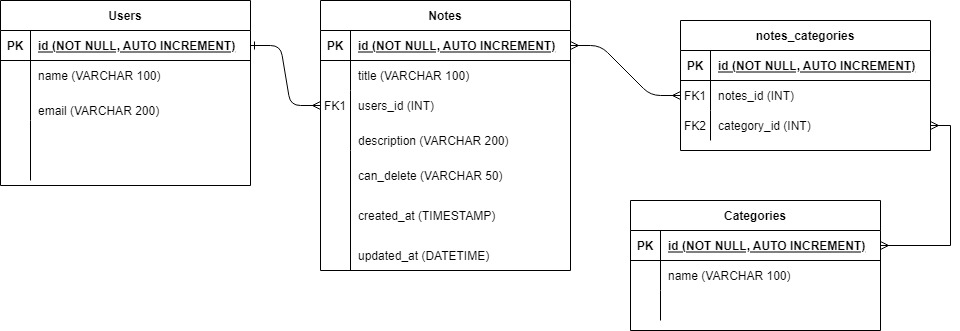 Users
PK id (NOT NULL, AUTO INCREMENT)
name (VARCHAR 100)
email (VARCHAR 200)
Notes
PK id (NOT NULL, AUTO INCREMENT)
title (VARCHAR 100)
FK1 users_id (INT)
description (VARCHAR 200)
can_delete (VARCHAR 50)
created_at (TIMESTAMP)
updated_at (DATETIME)
notes_categories
PK id (NOT NULL, AUTO INCREMENT)
FK1 notes_id (INT)
FK2 category_id (INT)
Categories
PK id (NOT NULL, AUTO INCREMENT)
name (VARCHAR 100)